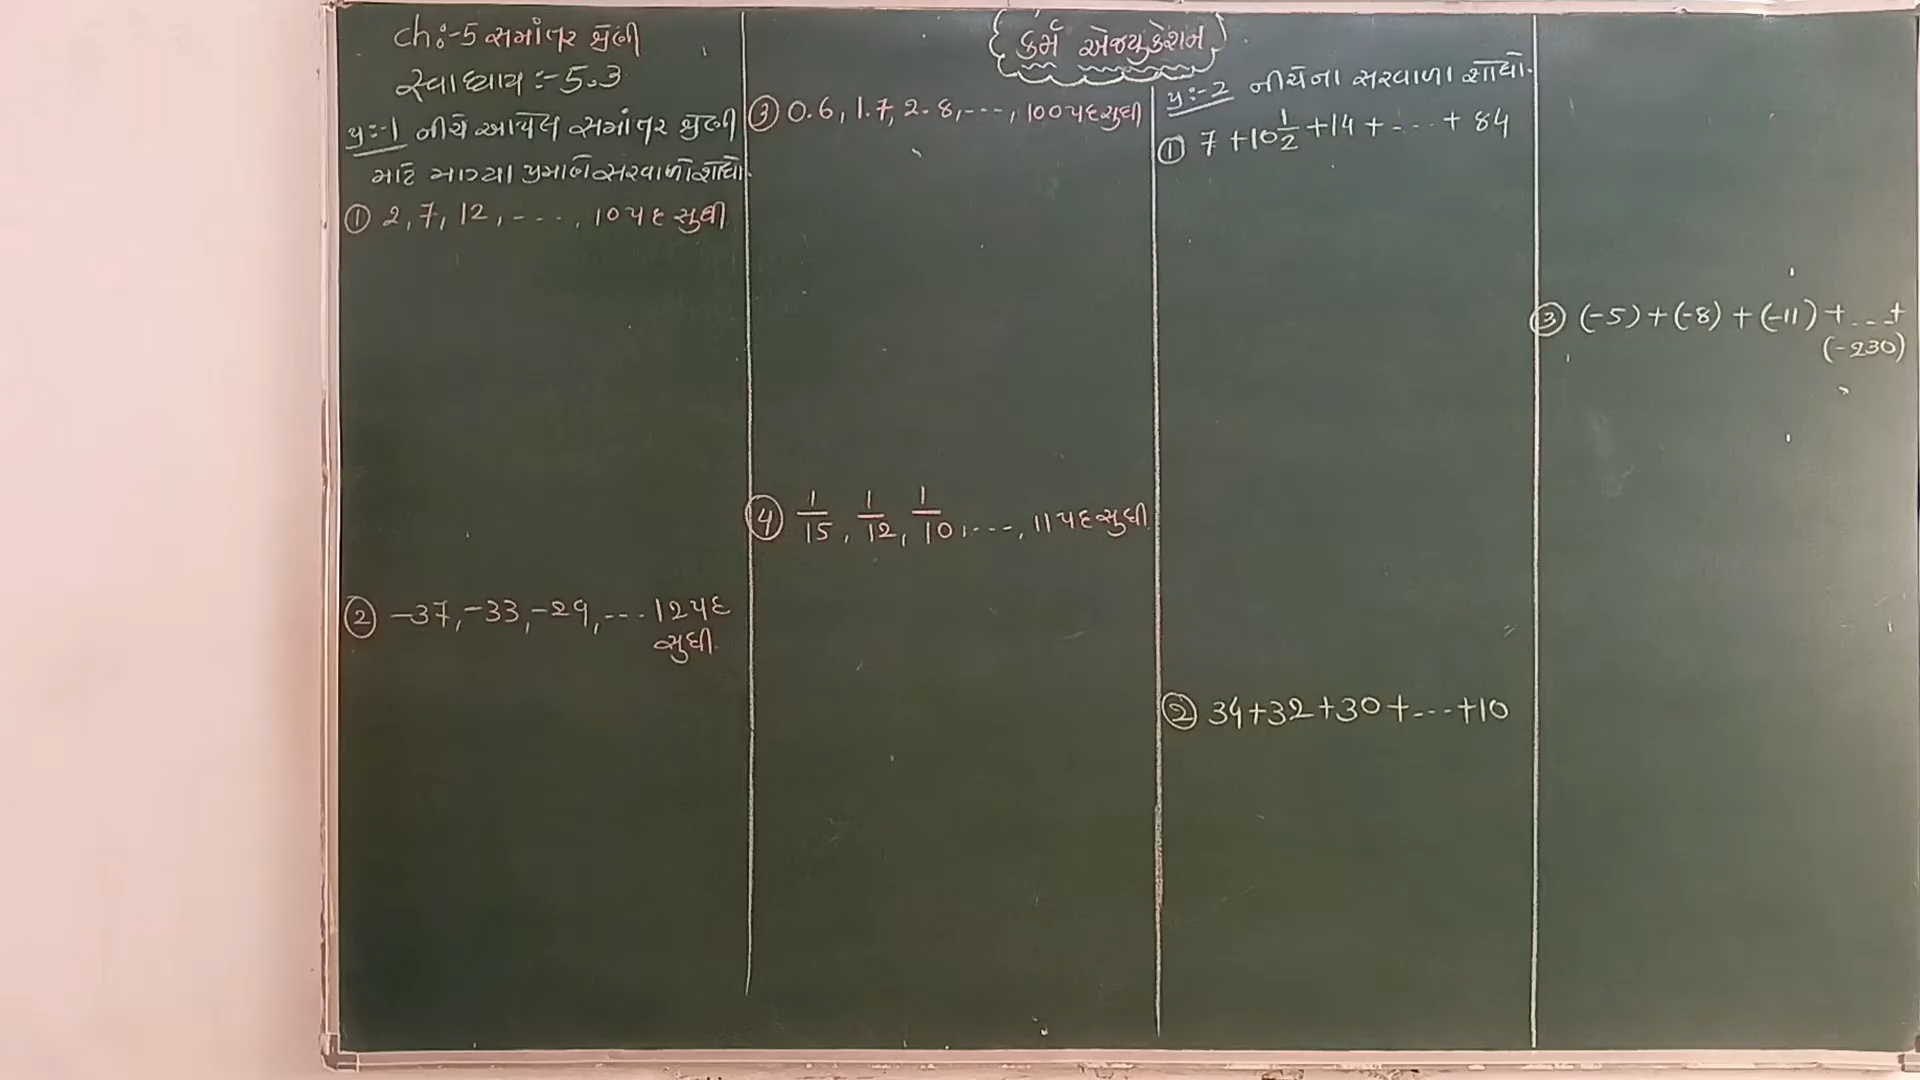 ch:-5 સમાંતર શ્રેણી
સ્વાધ્યાય :- 5.3
પ્ર:-1 નીચે આપેલ સમાંતર શ્રેણી
માટે માગ્યા પ્રમાણે સરવાળો શોધો.
① 2, 7, 12, ----, 10 પદ સુધી
② -37, -33, -29, --- 12 પદ
સુધી.
કર્મ એજ્યુકેશન
③ 0.6, 1.7, 2.8, ---, 100 પદ સુધી
④ 1/15, 1/12, 1/10, ---, 11 પદ સુધી
પ્ર:-2 નીચેના સરવાળા શોધો.
① 7 + 10 1/2 + 14 + --- + 84
② 34+32+30+---+10
③ (-5) + (-8) + (-11) + --- +
(-230)